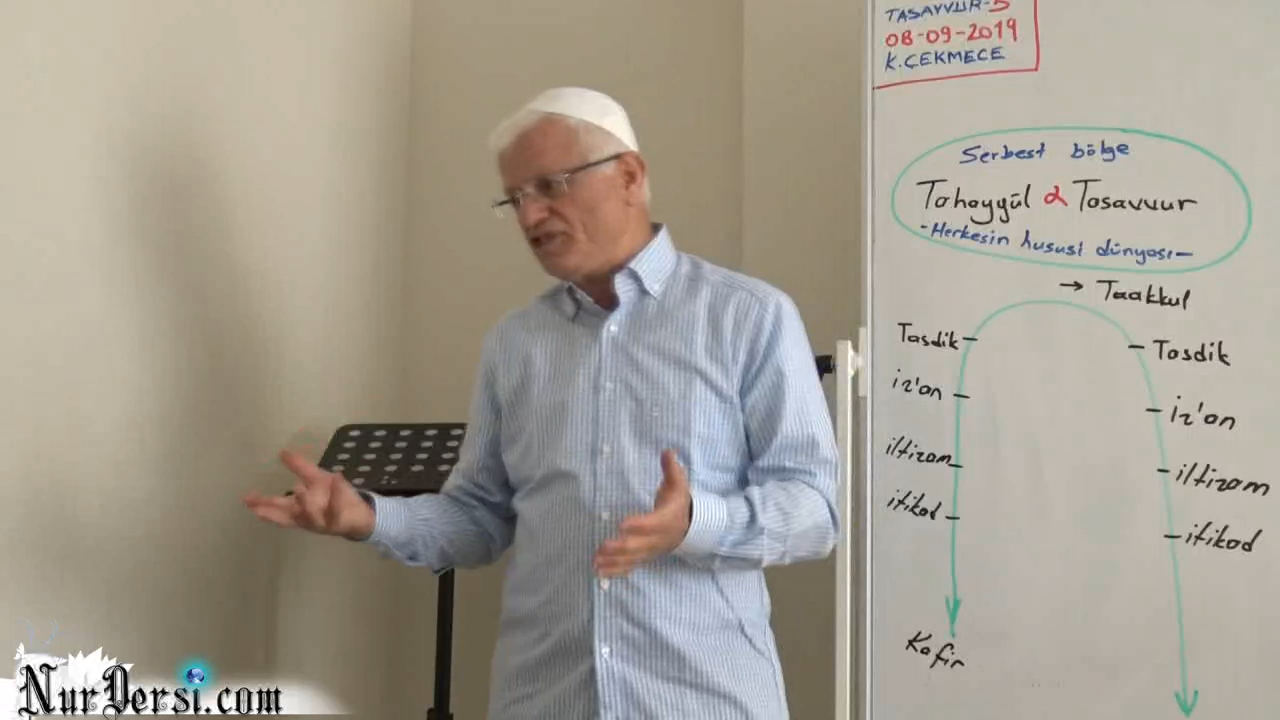 TASAVVUR-5
08-09-2019
K.ÇEKMECE
Serbest bölge
Tahayyül & Tasavvur
-Herkesin hususi dünyası-
→ Taakkul
Tasdik
iz'an
iltizam
itikad
Kafir
Tasdik
iz'an
iltizam
itikad
NurDersi.com